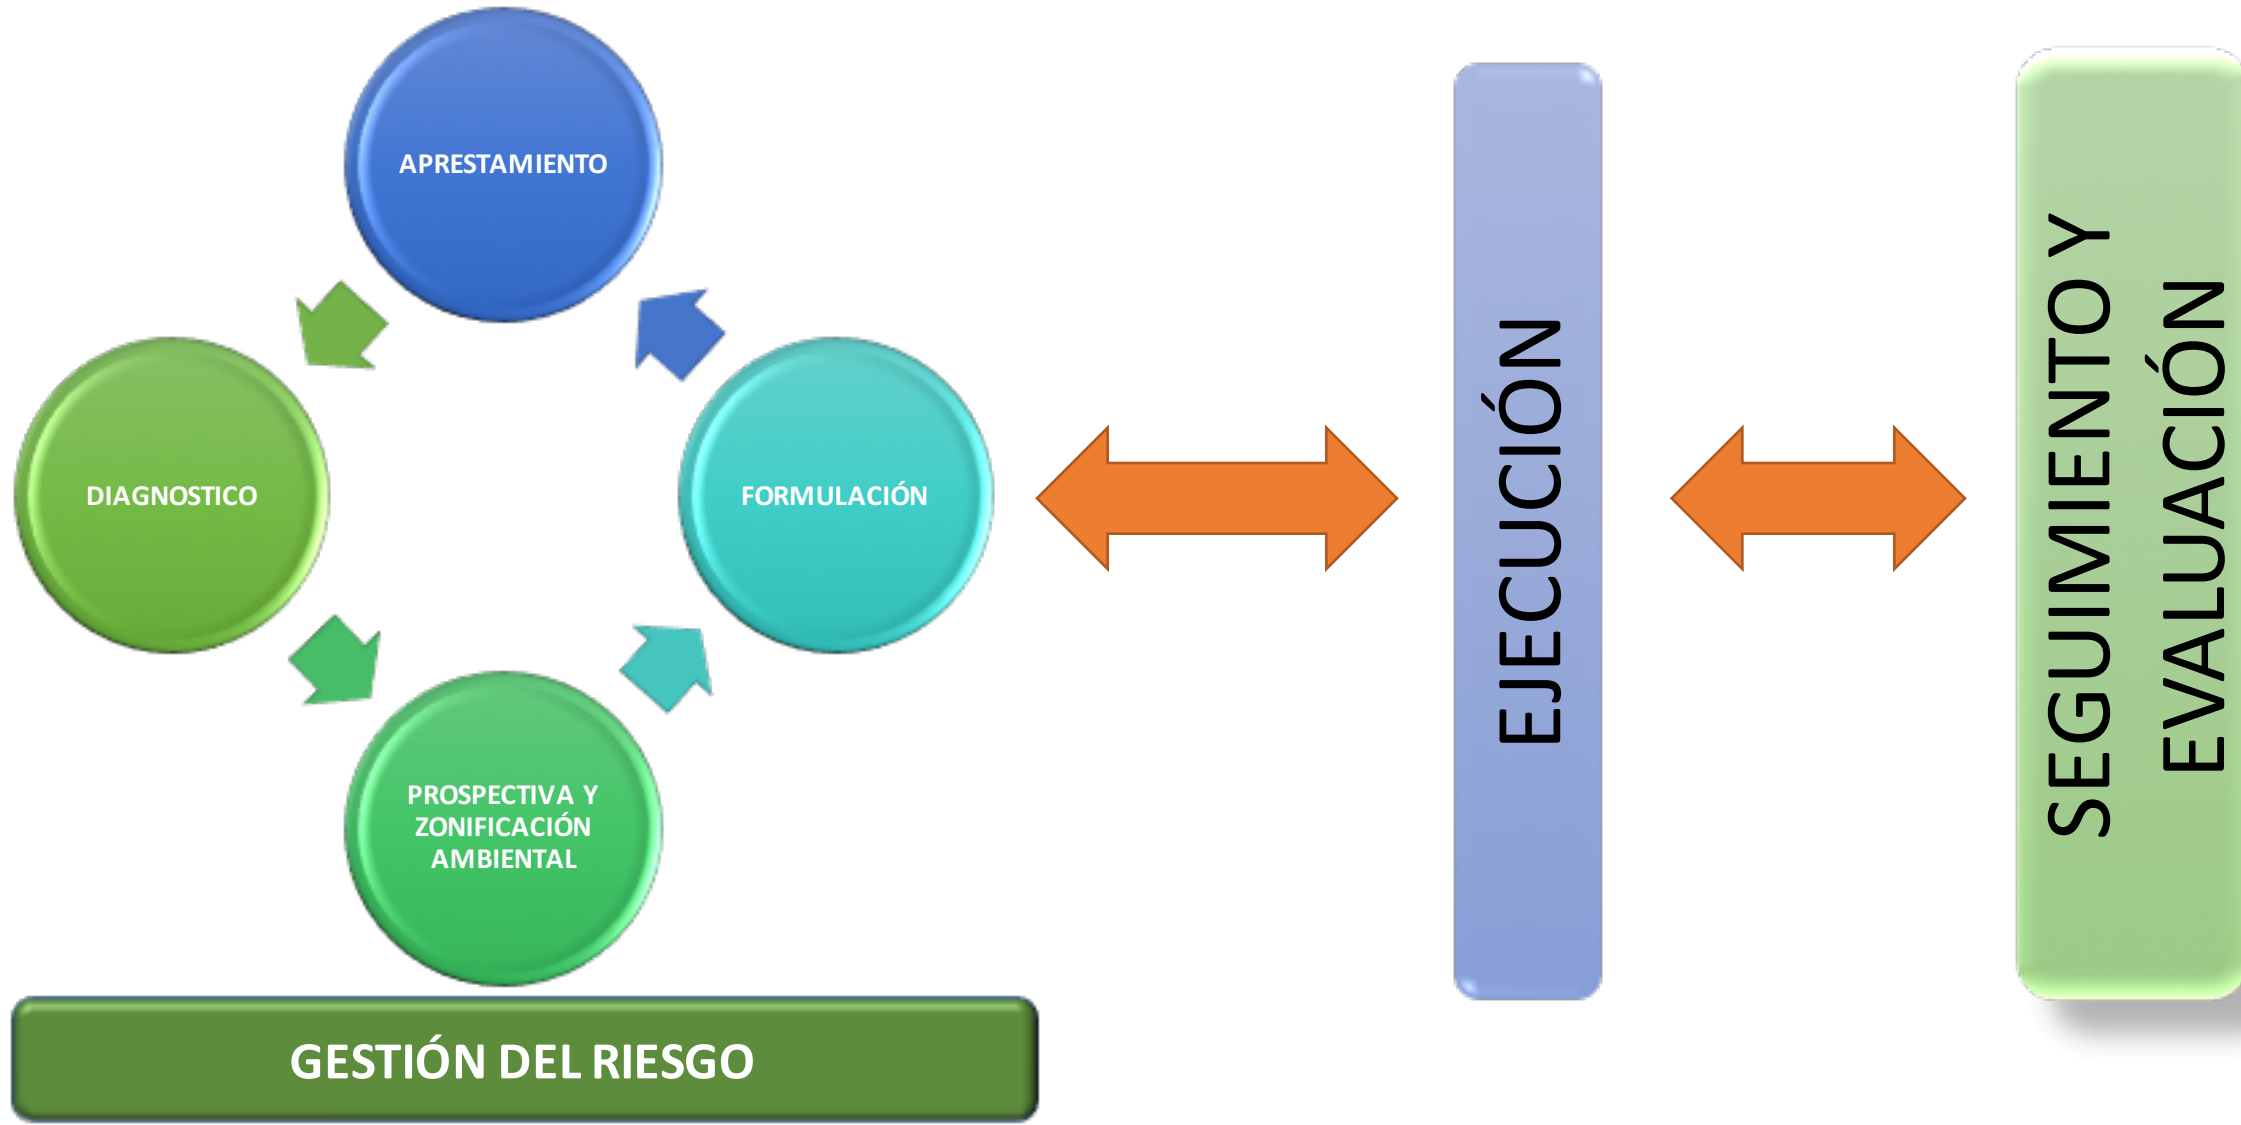 APRESTAMIENTO
DIAGNOSTICO
FORMULACIÓN
PROSPECTIVA Y
ZONIFICACIÓN
AMBIENTAL
GESTIÓN DEL RIESGO
EJECUCIÓN
SEGUIMIENTO Y
EVALUACIÓN